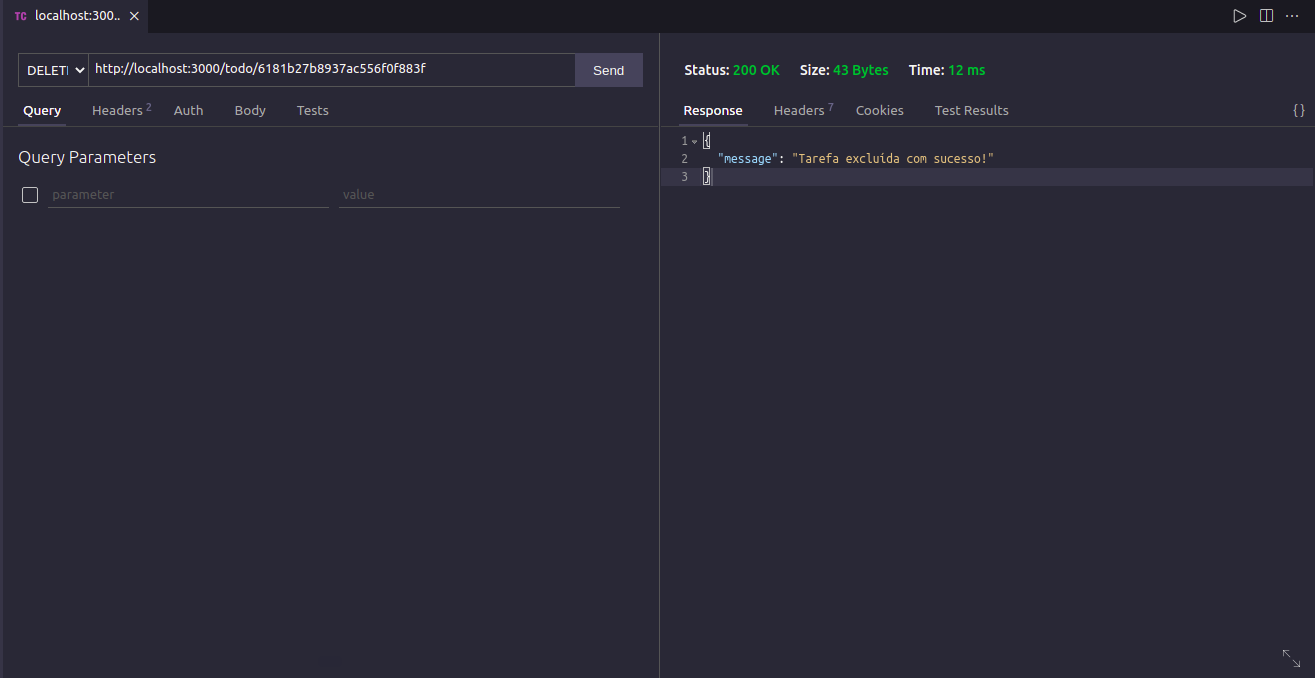 TC localhost:300..
DELETI http://localhost:3000/todo/6181b27b8937ac556f0f883f Send
Query Headers 2 Auth Body Tests
Query Parameters
parameter value
Status: 200 OK Size: 43 Bytes Time: 12 ms
Response Headers 7 Cookies Test Results {}
1 {
2 "message": "Tarefa excluída com sucesso!"
3 }